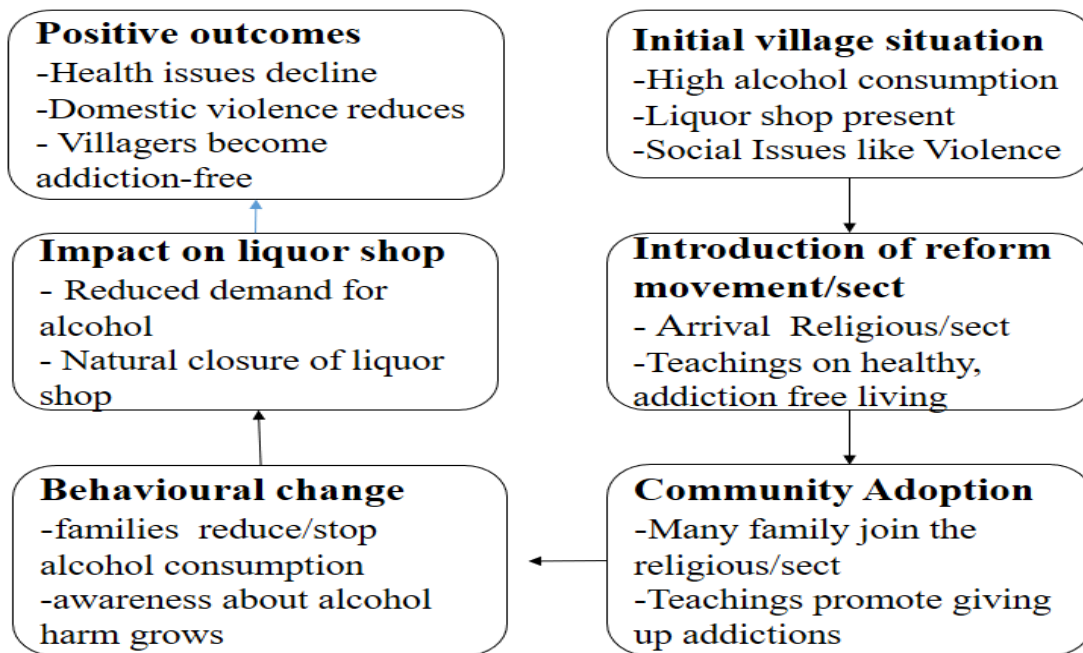 Initial village situation
-High alcohol consumption
-Liquor shop present
-Social Issues like Violence
Introduction of reform
movement/sect
- Arrival Religious/sect
-Teachings on healthy,
addiction free living
Community Adoption
-Many family join the
religious/sect
-Teachings promote giving
up addictions
Behavioural change
-families reduce/stop
alcohol consumption
-awareness about alcohol
harm grows
Impact on liquor shop
- Reduced demand for
alcohol
- Natural closure of liquor
shop
Positive outcomes
-Health issues decline
-Domestic violence reduces
- Villagers become
addiction-free